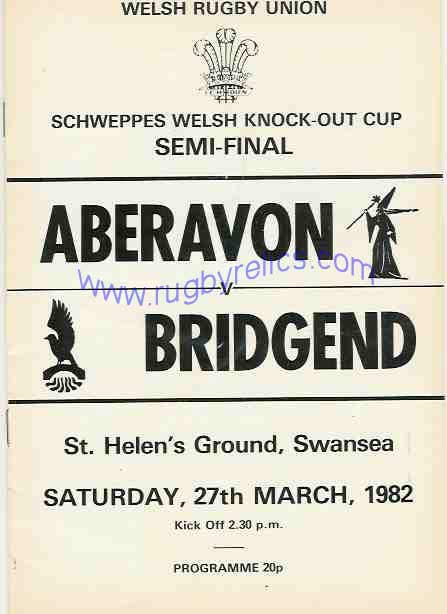 WELSH RUGBY UNION
SCHWEPPES WELSH KNOCK-OUT CUP
SEMI-FINAL
ABERAVON
www.rugbyrelics.com
v
BRIDGEND
St. Helen's Ground, Swansea
SATURDAY, 27th MARCH, 1982
Kick Off 2.30 p.m.
PROGRAMME 20p